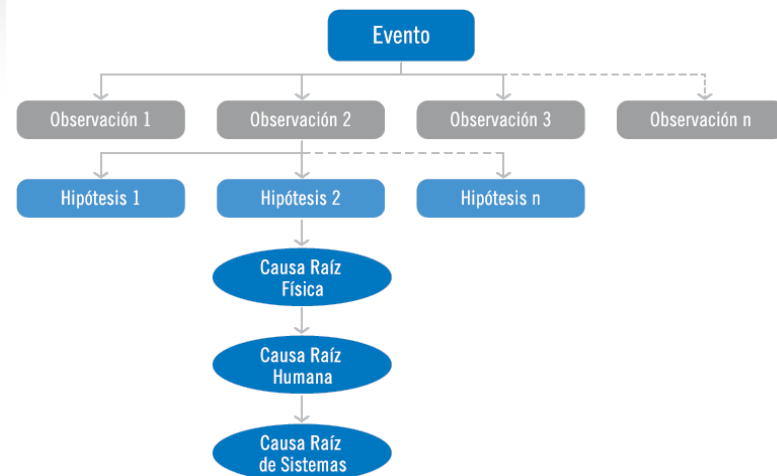 Evento
Observación 1
Observación 2
Observación 3
Observación n
Hipótesis 1
Hipótesis 2
Hipótesis n
Causa Raíz
Física
Causa Raíz
Humana
Causa Raíz
de Sistemas